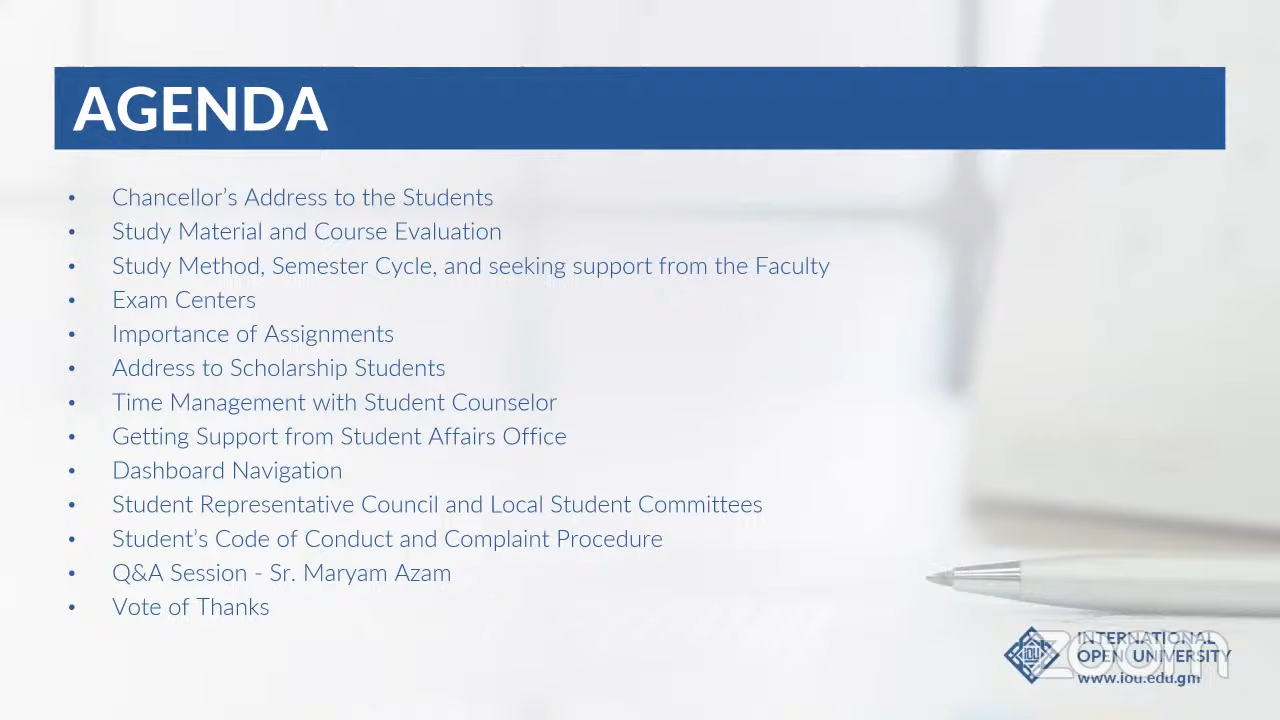 AGENDA
• Chancellor's Address to the Students
• Study Material and Course Evaluation
• Study Method, Semester Cycle, and seeking support from the Faculty
• Exam Centers
• Importance of Assignments
• Address to Scholarship Students
• Time Management with Student Counselor
• Getting Support from Student Affairs Office
• Dashboard Navigation
• Student Representative Council and Local Student Committees
• Student's Code of Conduct and Complaint Procedure
• Q&A Session - Sr. Maryam Azam
• Vote of Thanks
IOU
INTERNATIONAL
OPEN UNIVERSITY
www.iou.edu.gm
zoom